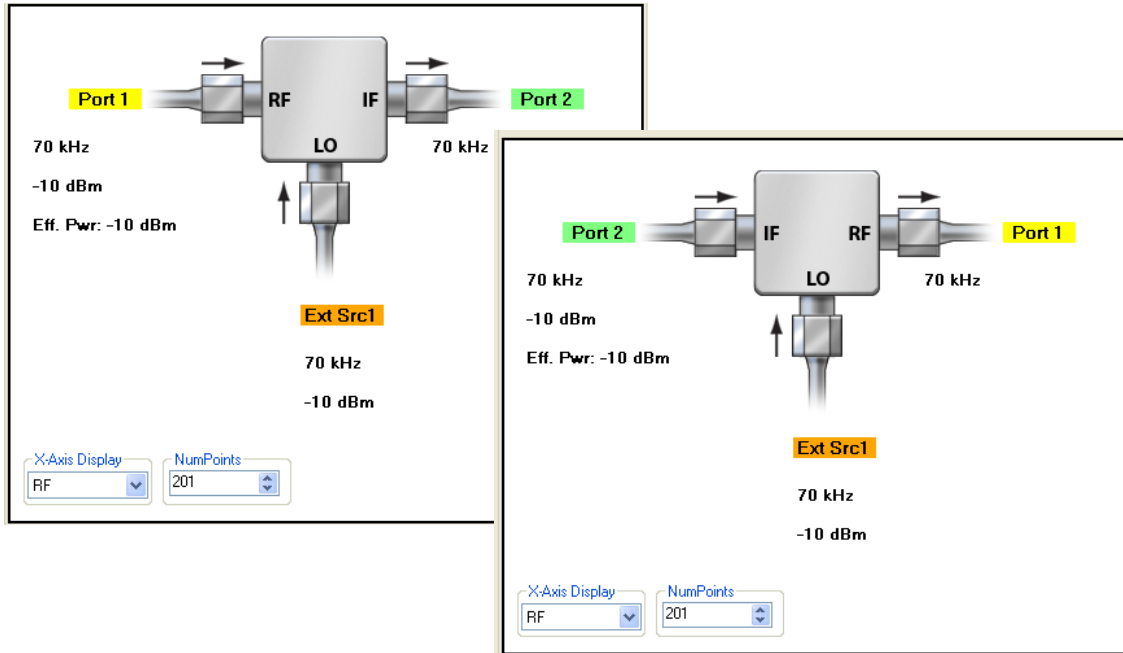 Port 1
RF
IF
Port 2
LO
70 kHz
70 kHz
-10 dBm
Eff. Pwr: -10 dBm
Ext Src1
70 kHz
-10 dBm
X-Axis Display
NumPoints
RF
201
Port 2
IF
RF
Port 1
LO
70 kHz
70 kHz
-10 dBm
Eff. Pwr: -10 dBm
Ext Src1
70 kHz
-10 dBm
X-Axis Display
NumPoints
RF
201